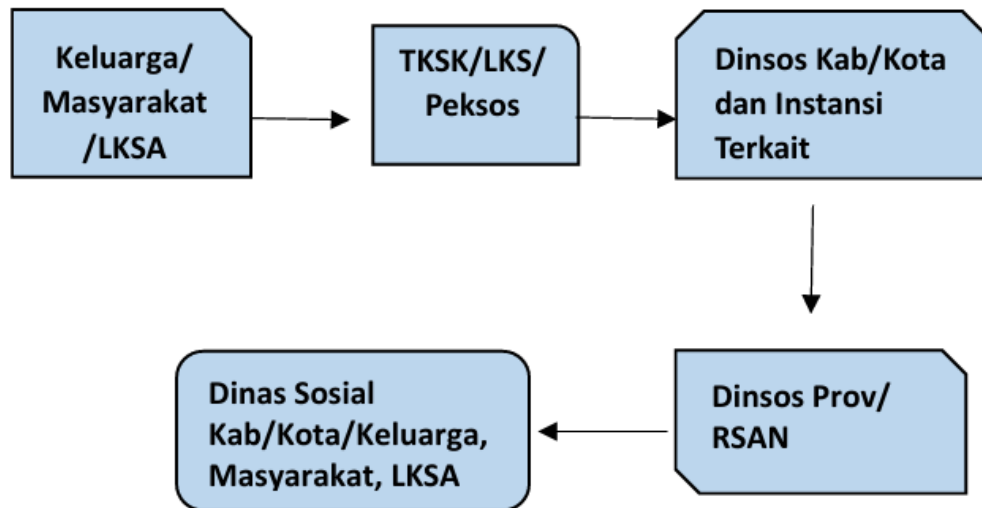 Keluarga/
Masyarakat
/LKSA
TKSK/LKS/
Peksos
Dinsos Kab/Kota
dan Instansi
Terkait
Dinsos Prov/
RSAN
Dinas Sosial
Kab/Kota/Keluarga,
Masyarakat, LKSA